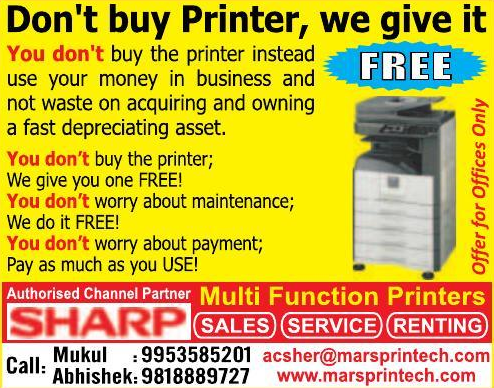 Don't buy Printer, we give it
FREE
You don't buy the printer instead
use your money in business and
not waste on acquiring and owning
a fast depreciating asset.
You don't buy the printer;
We give you one FREE!
You don't worry about maintenance;
We do it FREE!
You don't worry about payment;
Pay as much as you USE!
Offer for Offices Only
Authorised Channel Partner
SHARP
Multi Function Printers
SALES SERVICE RENTING
Call: Mukul : 9953585201
Abhishek: 9818889727
acsher@marsprintech.com
www.marsprintech.com